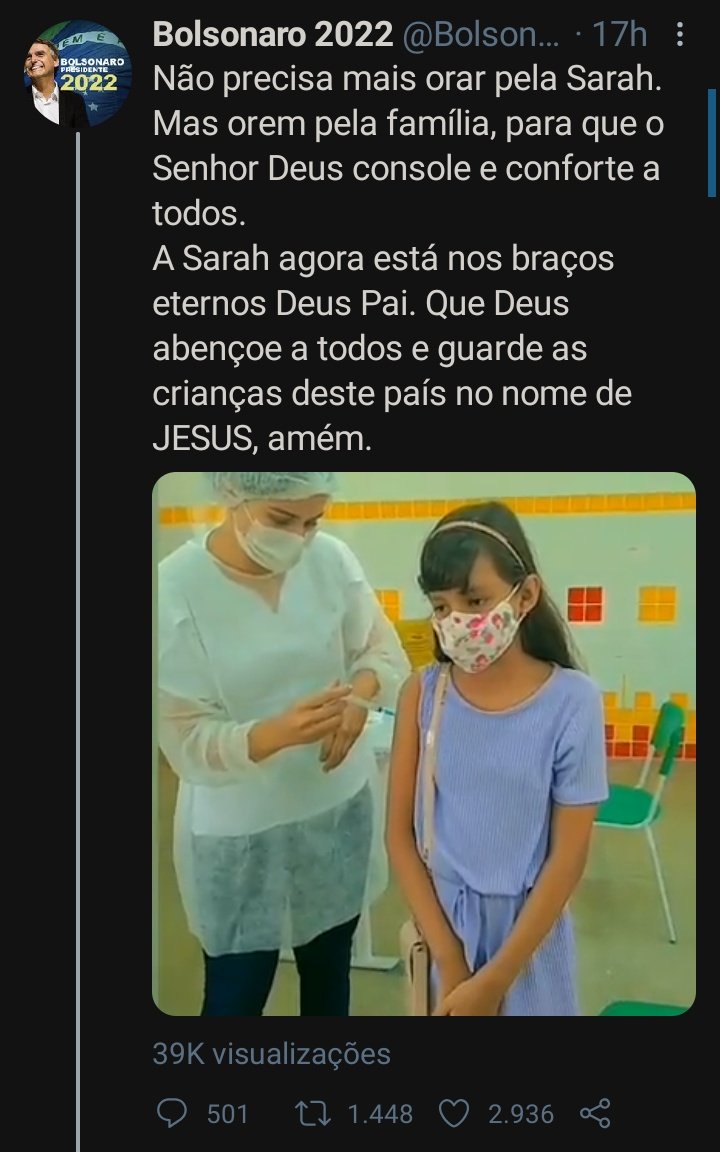 Bolsonaro 2022 @Bolson... · 17h
BOLSONARO
PRESIDENTE
2022
Não precisa mais orar pela Sarah.
Mas orem pela família, para que o
Senhor Deus console e conforte a
todos.
A Sarah agora está nos braços
eternos Deus Pai. Que Deus
abençoe a todos e guarde as
crianças deste país no nome de
JESUS, amém.
39K visualizações
501 1.448 2.936